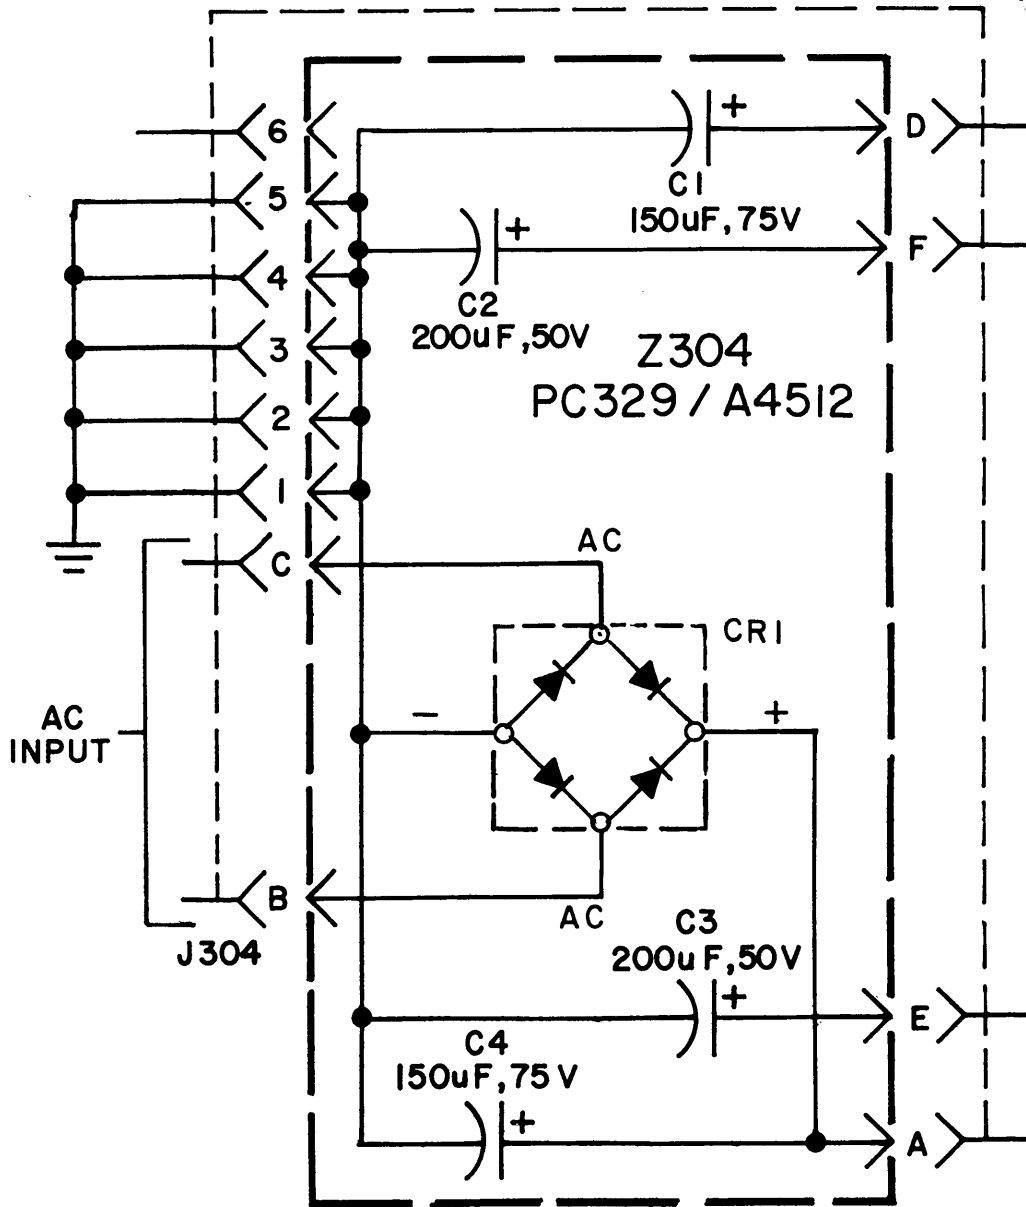 6
+
D
5
C1
150uF, 75V
+
F
4
C2
200uF, 50V
3
Z304
PC329 / A4512
2
1
AC
C
CR1
AC
INPUT
−
+
B
AC
J304
C3
200uF, 50V
+
E
C4
150uF, 75V
+
A